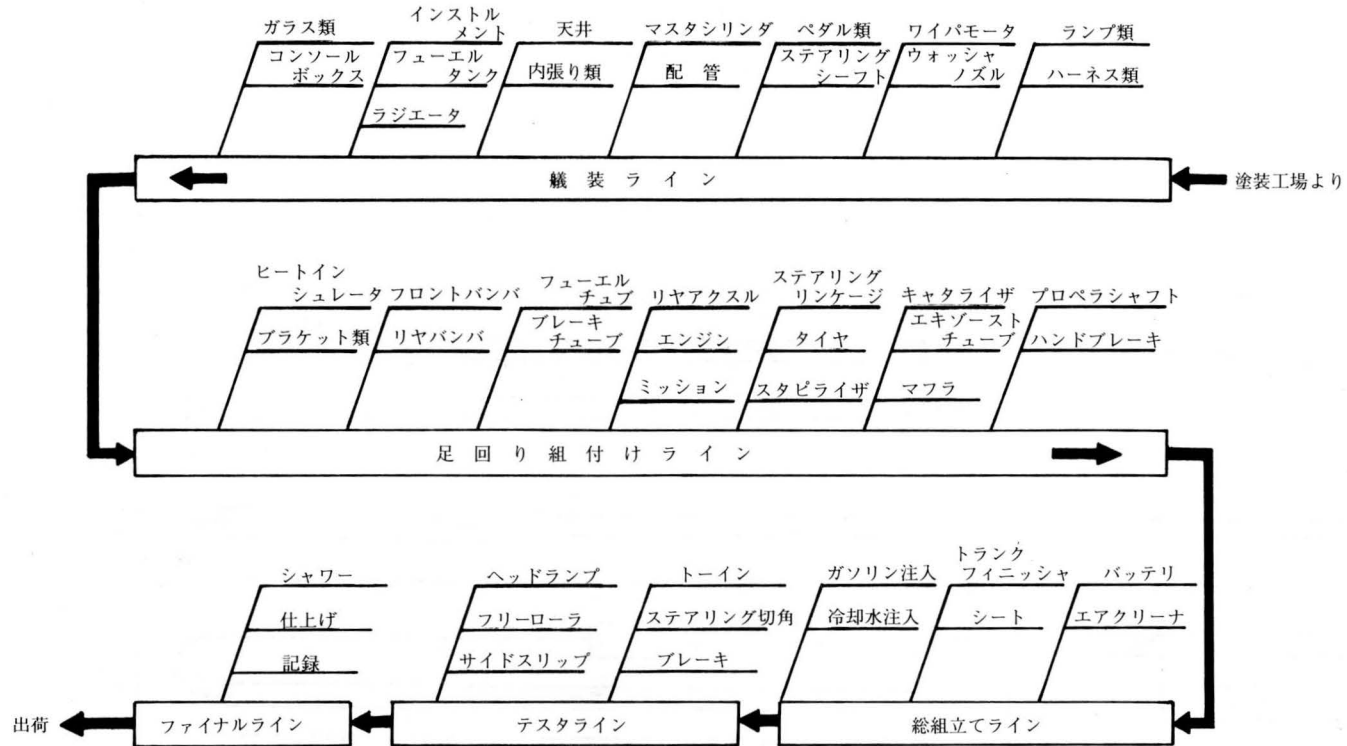 ガラス類
コンソール
ボックス
インストル
メント
フューエル
タンク
ラジエータ
天井
内張り類
マスタシリンダ
配管
ペダル類
ステアリング
シーフト
ワイパモータ
ウォッシャ
ノズル
ランプ類
ハーネス類
艤装ライン
塗装工場より
ヒートイン
シュレータ
ブラケット類
フロントバンバ
リヤバンバ
フューエル
チュブ
ブレーキ
チューブ
リヤアクスル
エンジン
ミッション
ステアリング
リンケージ
タイヤ
スタビライザ
キャタライザ
エキゾースト
チューブ
マフラ
プロペラシャフト
ハンドブレーキ
足回り組付けライン
シャワー
仕上げ
記録
ヘッドランプ
フリーローラ
サイドスリップ
トーイン
ステアリング切角
ブレーキ
ガソリン注入
冷却水注入
トランク
フィニッシャ
シート
バッテリ
エアクリーナ
出荷
ファイナルライン
テスタライン
総組立てライン